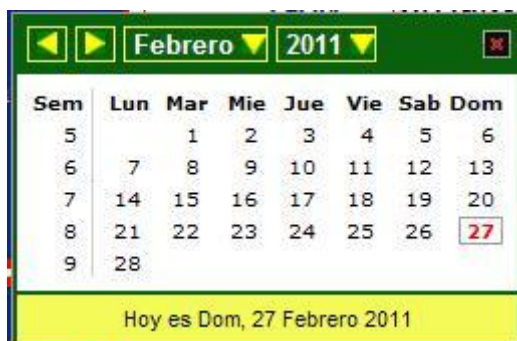 Febrero 2011
Sem Lun Mar Mie Jue Vie Sab Dom
5 1 2 3 4 5 6
6 7 8 9 10 11 12 13
7 14 15 16 17 18 19 20
8 21 22 23 24 25 26 27
9 28
Hoy es Dom, 27 Febrero 2011